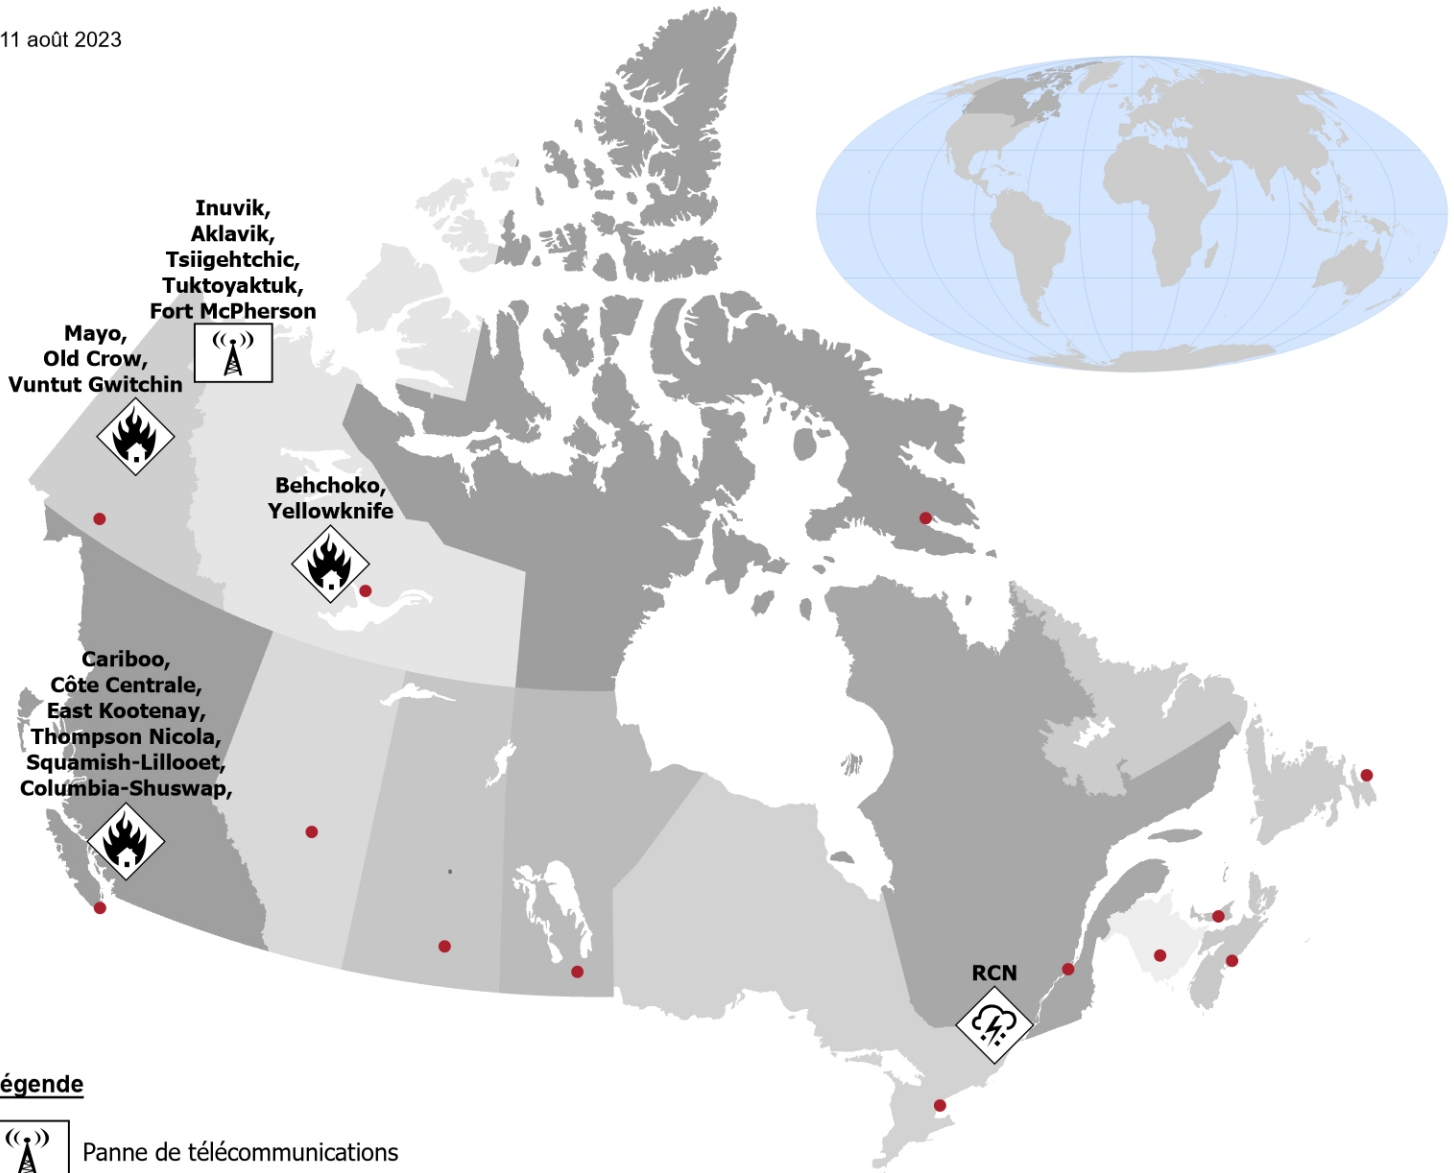 11 août 2023
Inuvik,
Aklavik,
Tsiigehtchic,
Tuktoyaktuk,
Fort McPherson
Mayo,
Old Crow,
Vuntut Gwitchin
Behchoko,
Yellowknife
Cariboo,
Côte Centrale,
East Kootenay,
Thompson Nicola,
Squamish-Lillooet,
Columbia-Shuswap,
RCN
égende
Panne de télécommunications